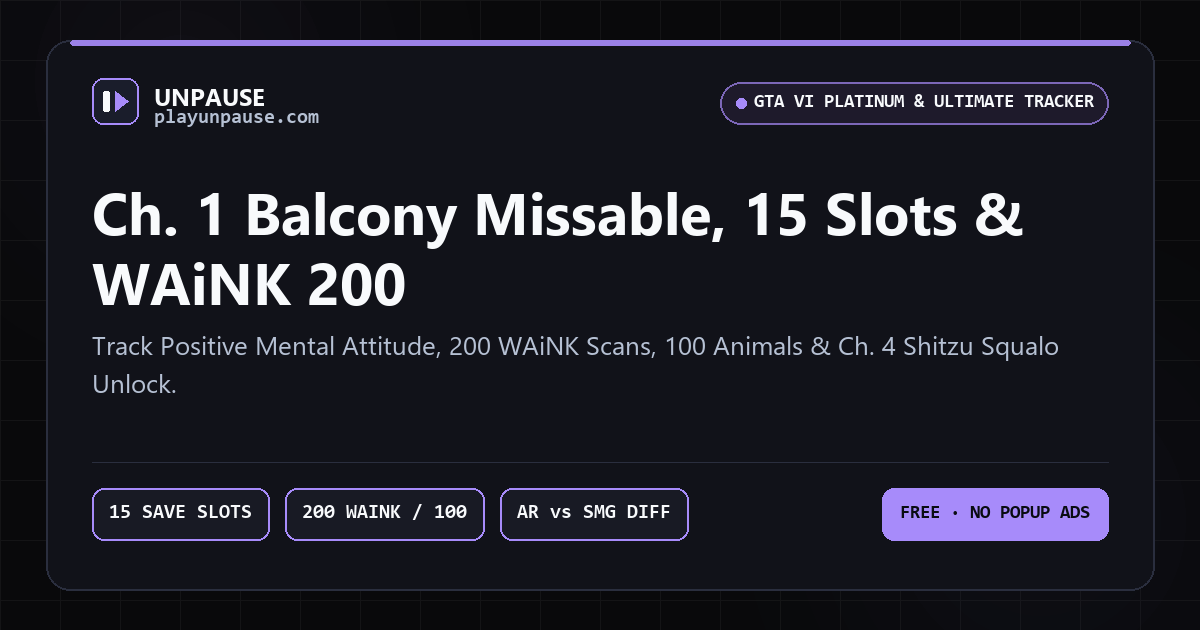 UNPAUSE
playunpause.com
GTA VI PLATINUM & ULTIMATE TRACKER
Ch. 1 Balcony Missable, 15 Slots &
WAiNK 200
Track Positive Mental Attitude, 200 WAiNK Scans, 100 Animals & Ch. 4 Shitzu Squalo
Unlock.
15 SAVE SLOTS
200 WAINK / 100
AR vs SMG DIFF
FREE · NO POPUP ADS